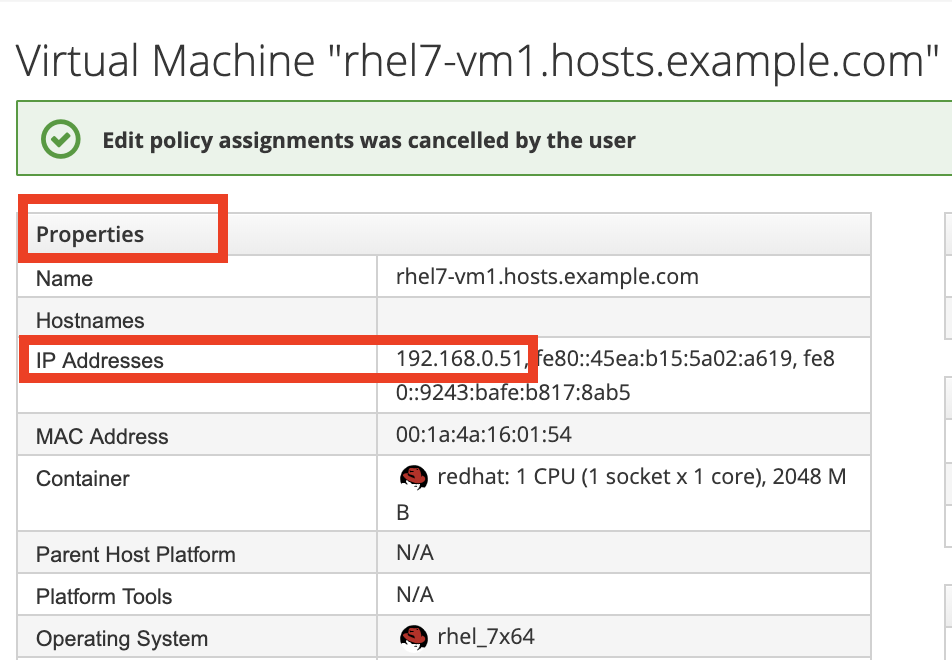 Virtual Machine "rhel7-vm1.hosts.example.com"
Edit policy assignments was cancelled by the user
Properties
Name rhel7-vm1.hosts.example.com
Hostnames
IP Addresses 192.168.0.51, fe80::45ea:b15:5a02:a619, fe8
0::9243:bafe:b817:8ab5
MAC Address 00:1a:4a:16:01:54
Container redhat: 1 CPU (1 socket x 1 core), 2048 M
B
Parent Host Platform N/A
Platform Tools N/A
Operating System rhel_7x64